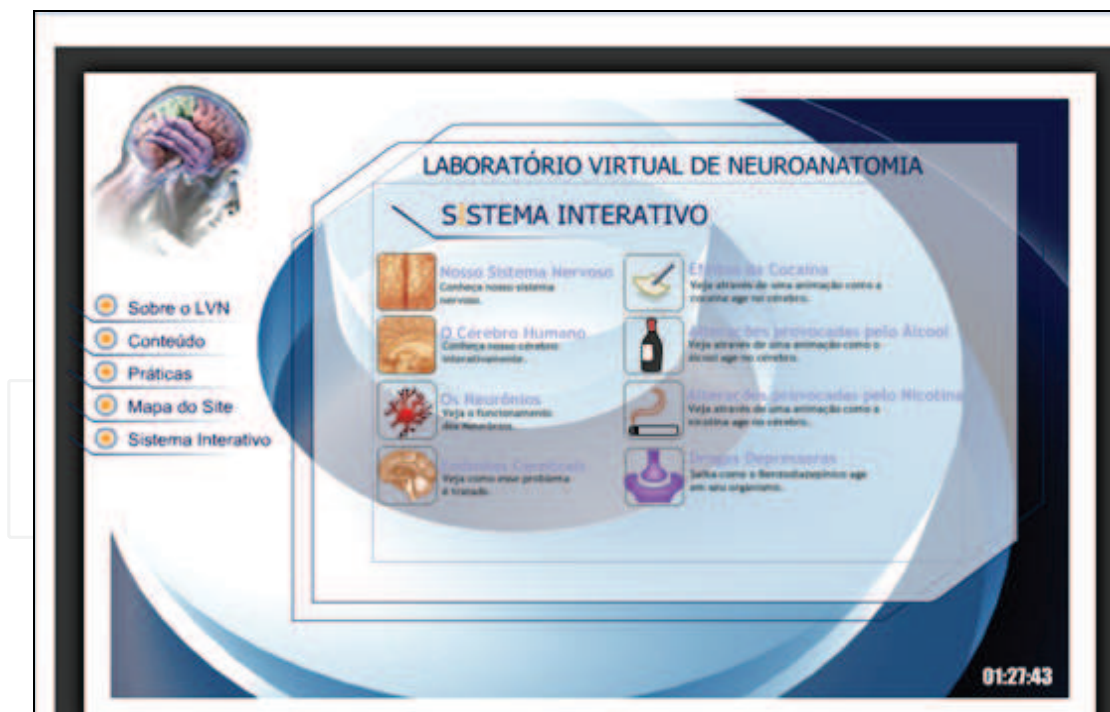 LABORATÓRIO VIRTUAL DE NEUROANATOMIA
SISTEMA INTERATIVO
Sobre o LVN
Conteúdo
Práticas
Mapa do Site
Sistema Interativo
Nosso Sistema Nervoso
Conheça nosso sistema
nervoso.
O Cérebro Humano
Conheça nosso cérebro
interativamente.
Os Neurônios
Veja o funcionamento
dos Neurônios.
Veja como esse problema
é tratado.
Efeitos da Cocaína
Veja através de uma animação como a
cocaína age no cérebro.
Alterações provocadas pelo Álcool
Veja através de uma animação como o
álcool age no cérebro.
Alterações provocadas pelo Nicotina
Veja através de uma animação como a
nicotina age no cérebro.
Drogas Depressoras
Saiba como o Benzodiazepínico age
em seu organismo.
01:27:43